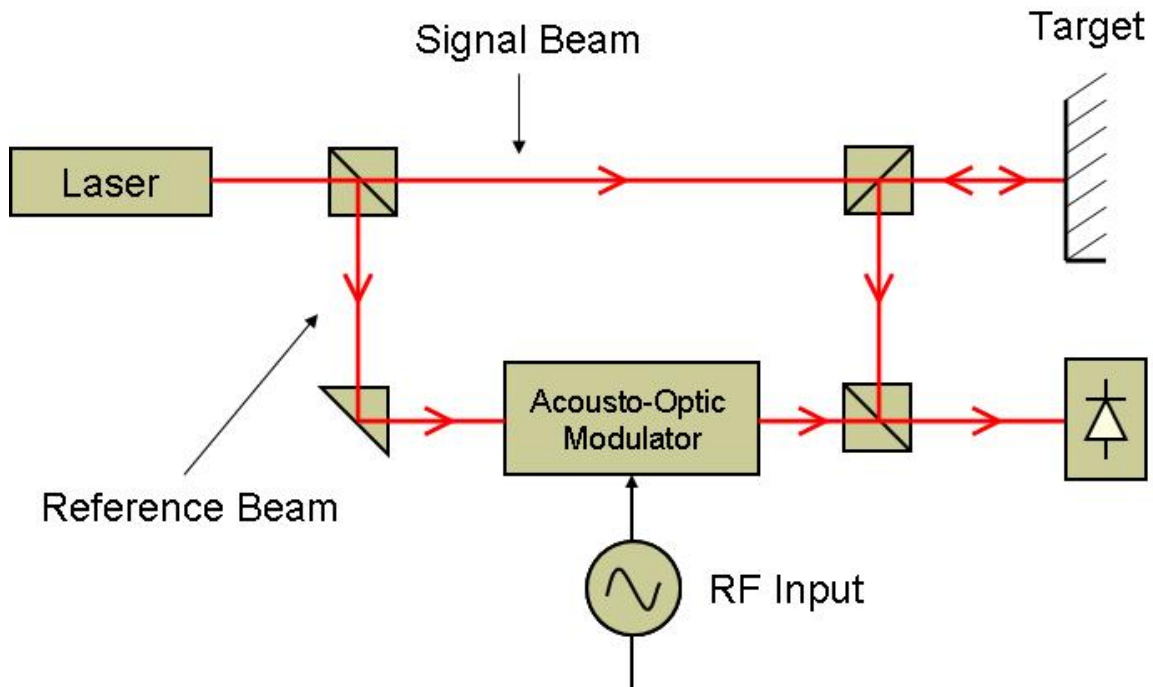 Signal Beam
Target
Laser
Acousto-Optic
Modulator
Reference Beam
RF Input